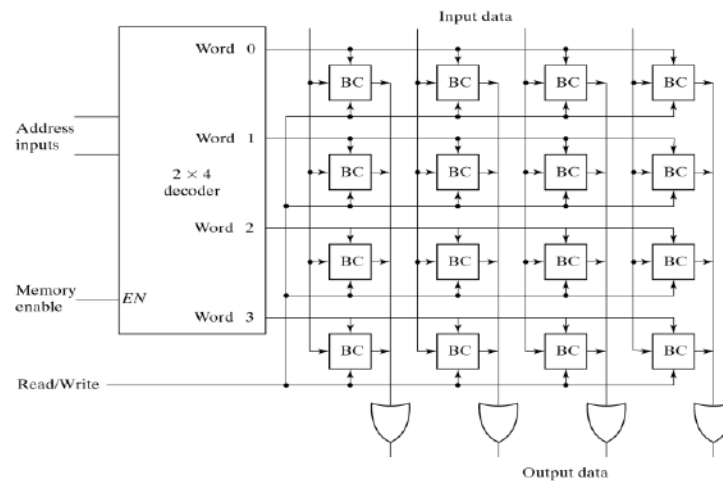 Input data
Word 0
BC BC BC BC
Address
inputs
Word 1
2 × 4
decoder
BC BC BC BC
Word 2
BC BC BC BC
Memory
enable
EN
Word 3
BC BC BC BC
Read/Write
Output data